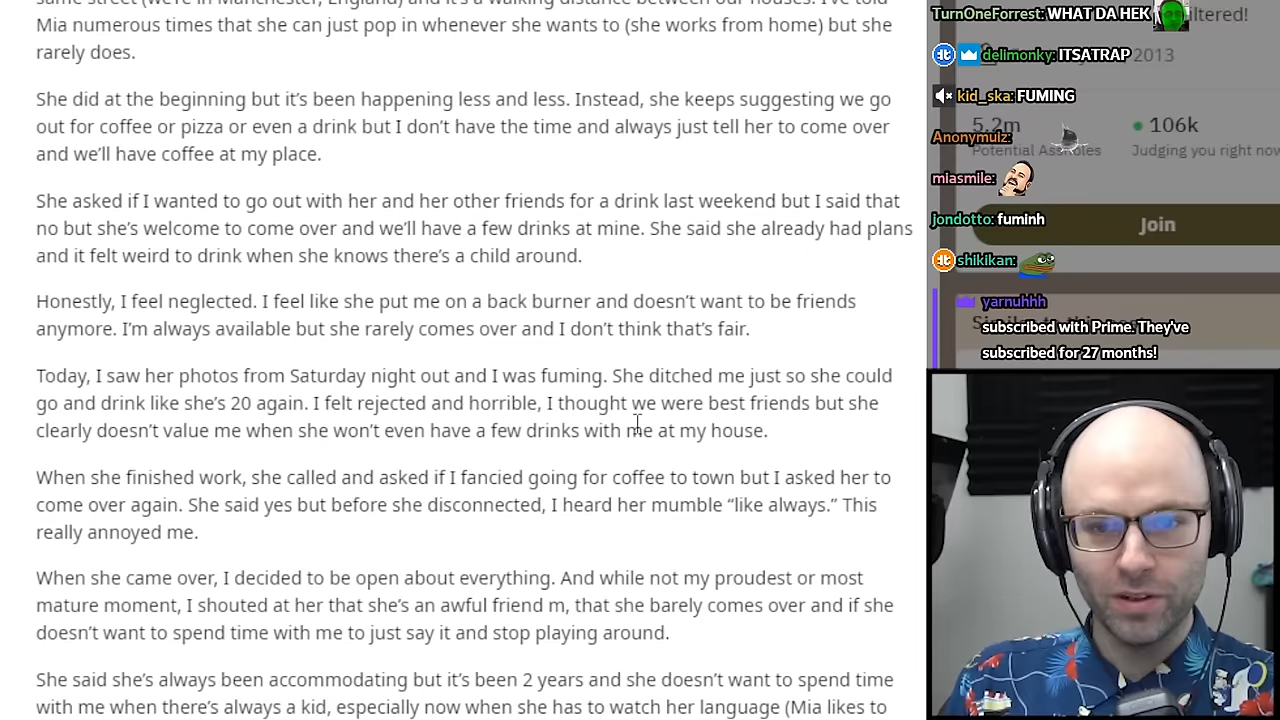 same street (we're in Manchester, England) and it's a walking distance between our houses. I've told
Mia numerous times that she can just pop in whenever she wants to (she works from home) but she
rarely does.
She did at the beginning but it's been happening less and less. Instead, she keeps suggesting we go
out for coffee or pizza or even a drink but I don't have the time and always just tell her to come over
and we'll have coffee at my place.
She asked if I wanted to go out with her and her other friends for a drink last weekend but I said that
no but she's welcome to come over and we'll have a few drinks at mine. She said she already had plans
and it felt weird to drink when she knows there's a child around.
Honestly, I feel neglected. I feel like she put me on a back burner and doesn't want to be friends
anymore. I'm always available but she rarely comes over and I don't think that's fair.
Today, I saw her photos from Saturday night out and I was fuming. She ditched me just so she could
go and drink like she's 20 again. I felt rejected and horrible, I thought we were best friends but she
clearly doesn't value me when she won't even have a few drinks with me at my house.
When she finished work, she called and asked if I fancied going for coffee to town but I asked her to
come over again. She said yes but before she disconnected, I heard her mumble “like always.” This
really annoyed me.
When she came over, I decided to be open about everything. And while not my proudest or most
mature moment, I shouted at her that she's an awful friend m, that she barely comes over and if she
doesn't want to spend time with me to just say it and stop playing around.
She said she's always been accommodating but it's been 2 years and she doesn't want to spend time
with me when there's always a kid, especially now when she has to watch her language (Mia likes to
TurnOneForrest: WHAT DA HEK
delimonky: ITSATRAP
2013
kid_ska: FUMING
5.2m
106k
Anonymuiz:
Potential Assholes
Judging you right now
miasmile:
jondotto: fuminh
Join
shikikan:
yarnuhhh
subscribed with Prime. They've
subscribed for 27 months!